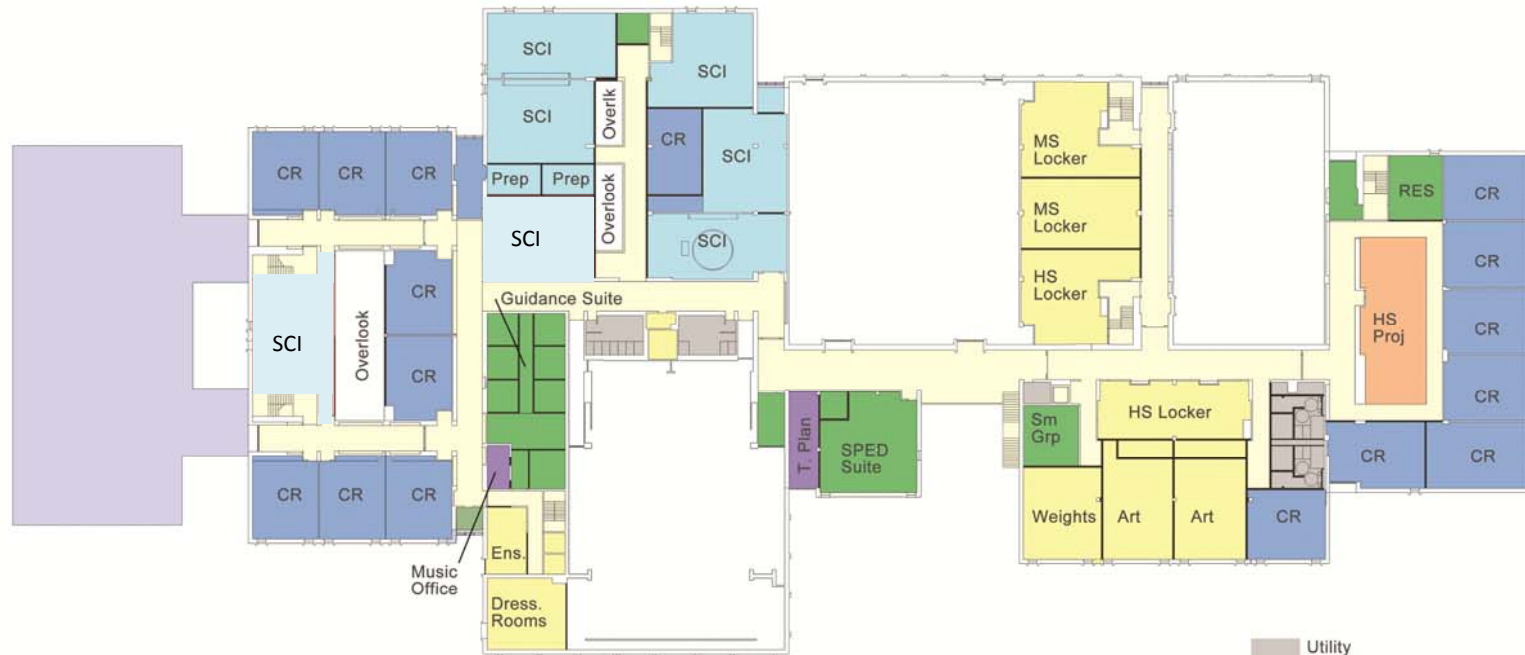 SCI
SCI
SCI
Overlk
CR
SCI
MS
Locker
CR
CR
CR
Prep
Prep
MS
Locker
RES
CR
Overlook
SCI
SCI
CR
HS
Locker
CR
Guidance Suite
SCI
Overlook
CR
HS
Proj
CR
CR
T. Plan
SPED
Suite
Sm
Grp
HS Locker
CR
CR
CR
CR
CR
CR
Weights
Art
Art
CR
Ens.
Music
Office
Dress.
Rooms
Utility